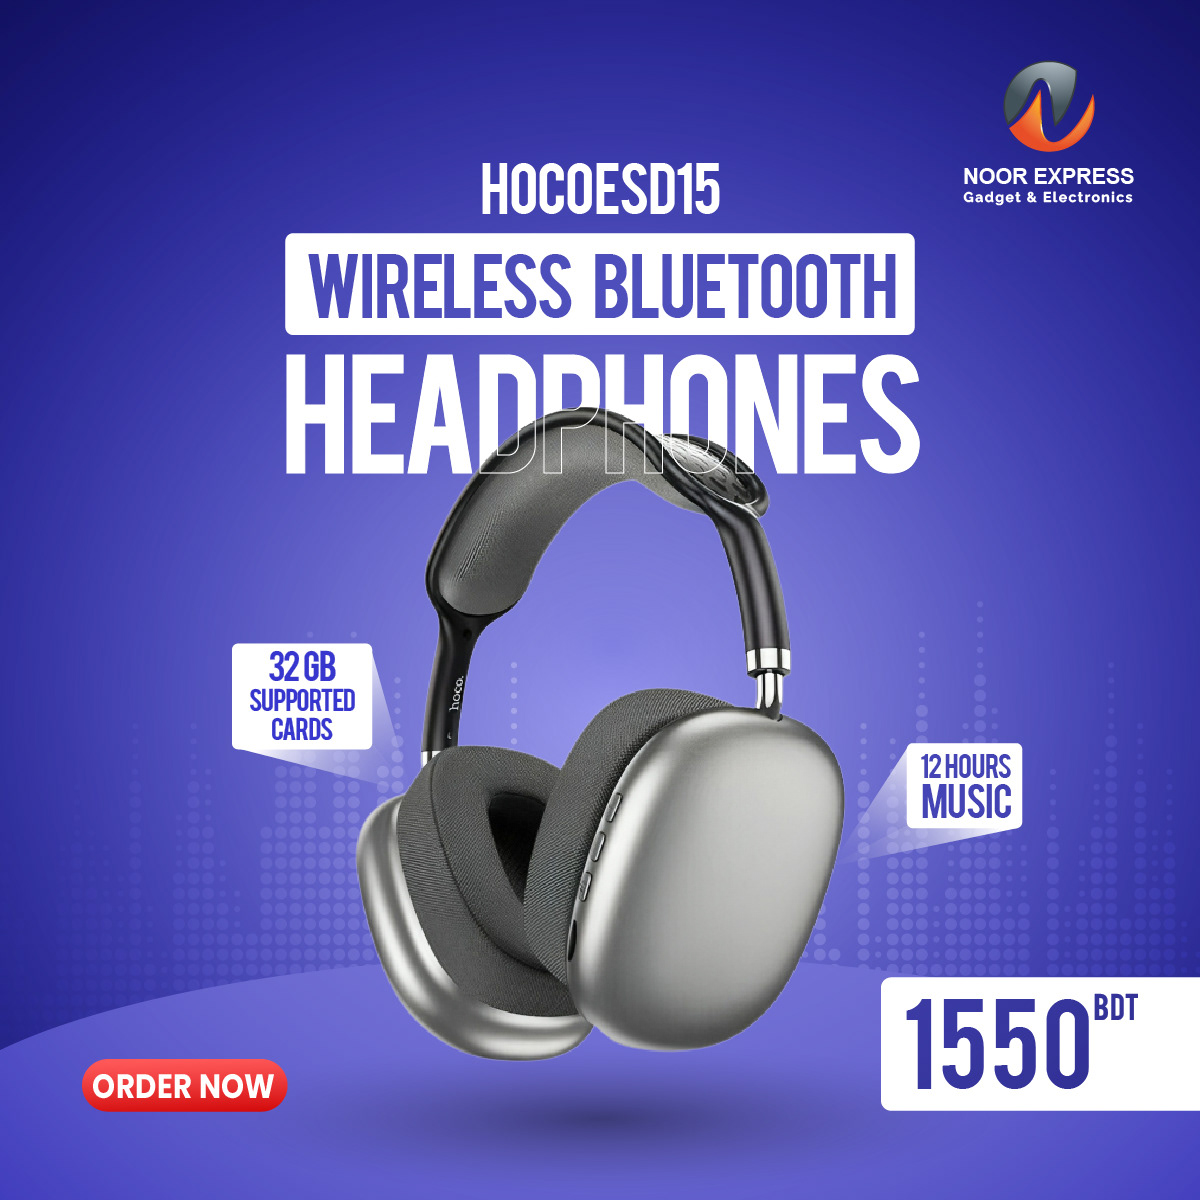 NOOR EXPRESS
Gadget & Electronics
HOCOESD15
WIRELESS BLUETOOTH
HEADPHONES
hoco.
32 GB
SUPPORTED
CARDS
12 HOURS
MUSIC
1550 BDT
ORDER NOW